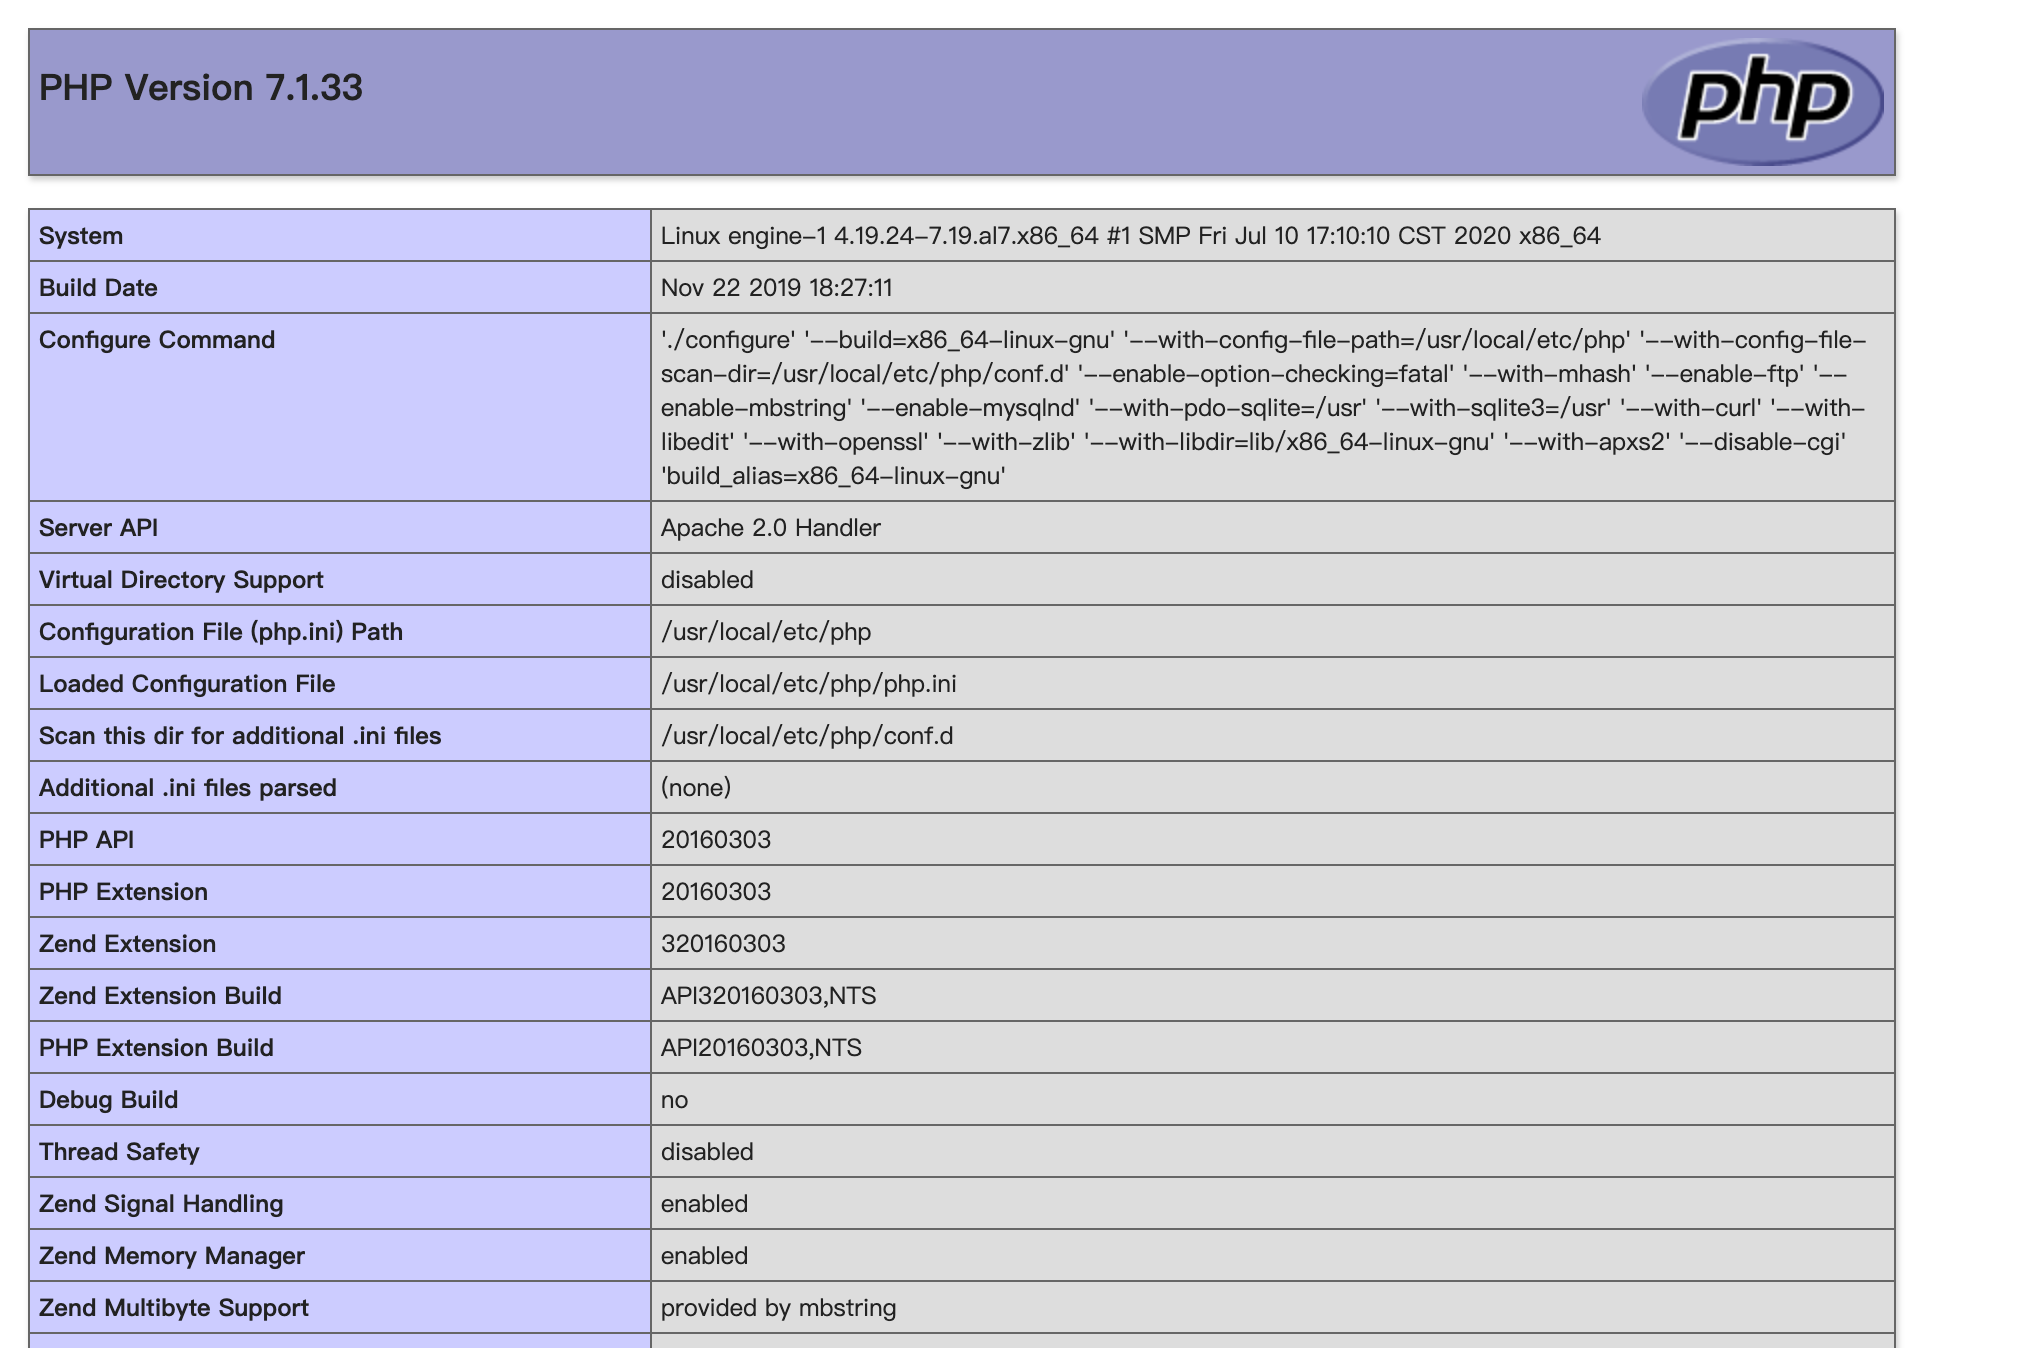 PHP Version 7.1.33
php
System Linux engine-1 4.19.24-7.19.al7.x86_64 #1 SMP Fri Jul 10 17:10:10 CST 2020 x86_64
Build Date Nov 22 2019 18:27:11
Configure Command './configure' '--build=x86_64-linux-gnu' '--with-config-file-path=/usr/local/etc/php' '--with-config-file-
scan-dir=/usr/local/etc/php/conf.d' '--enable-option-checking=fatal' '--with-mhash' '--enable-ftp' '--
enable-mbstring' '--enable-mysqlnd' '--with-pdo-sqlite=/usr' '--with-sqlite3=/usr' '--with-curl' '--with-
libedit' '--with-openssl' '--with-zlib' '--with-libdir=lib/x86_64-linux-gnu' '--with-apxs2' '--disable-cgi'
'build_alias=x86_64-linux-gnu'
Server API Apache 2.0 Handler
Virtual Directory Support disabled
Configuration File (php.ini) Path /usr/local/etc/php
Loaded Configuration File /usr/local/etc/php/php.ini
Scan this dir for additional .ini files /usr/local/etc/php/conf.d
Additional .ini files parsed (none)
PHP API 20160303
PHP Extension 20160303
Zend Extension 320160303
Zend Extension Build API320160303,NTS
PHP Extension Build API20160303,NTS
Debug Build no
Thread Safety disabled
Zend Signal Handling enabled
Zend Memory Manager enabled
Zend Multibyte Support provided by mbstring